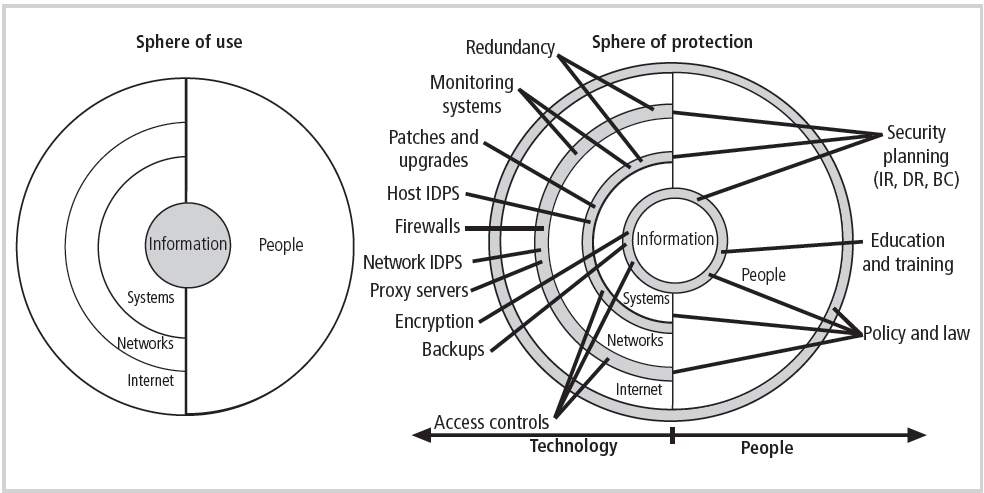 Sphere of use
Information
People
Systems
Networks
Internet
Sphere of protection
Redundancy
Monitoring
systems
Patches and
upgrades
Host IDPS
Firewalls
Network IDPS
Proxy servers
Encryption
Backups
Access controls
Information
People
Systems
Networks
Internet
Security
planning
(IR, DR, BC)
Education
and training
Policy and law
Technology
People